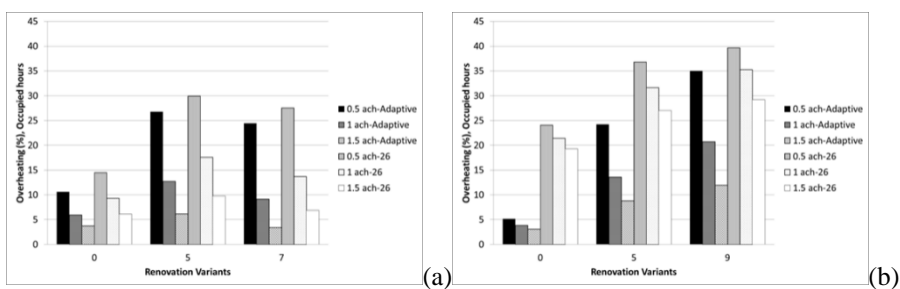 45
40
35
30
25
20
15
10
5
0
Overheating (%), Occupied hours
0 5 7
Renovation Variants
0.5 ach-Adaptive
1 ach-Adaptive
1.5 ach-Adaptive
0.5 ach-26
1 ach-26
1.5 ach-26
(a)
45
40
35
30
25
20
15
10
5
0
Overheating (%), Occupied hours
0 5 9
Renovation Variants
0.5 ach-Adaptive
1 ach-Adaptive
1.5 ach-Adaptive
0.5 ach-26
1 ach-26
1.5 ach-26
(b)